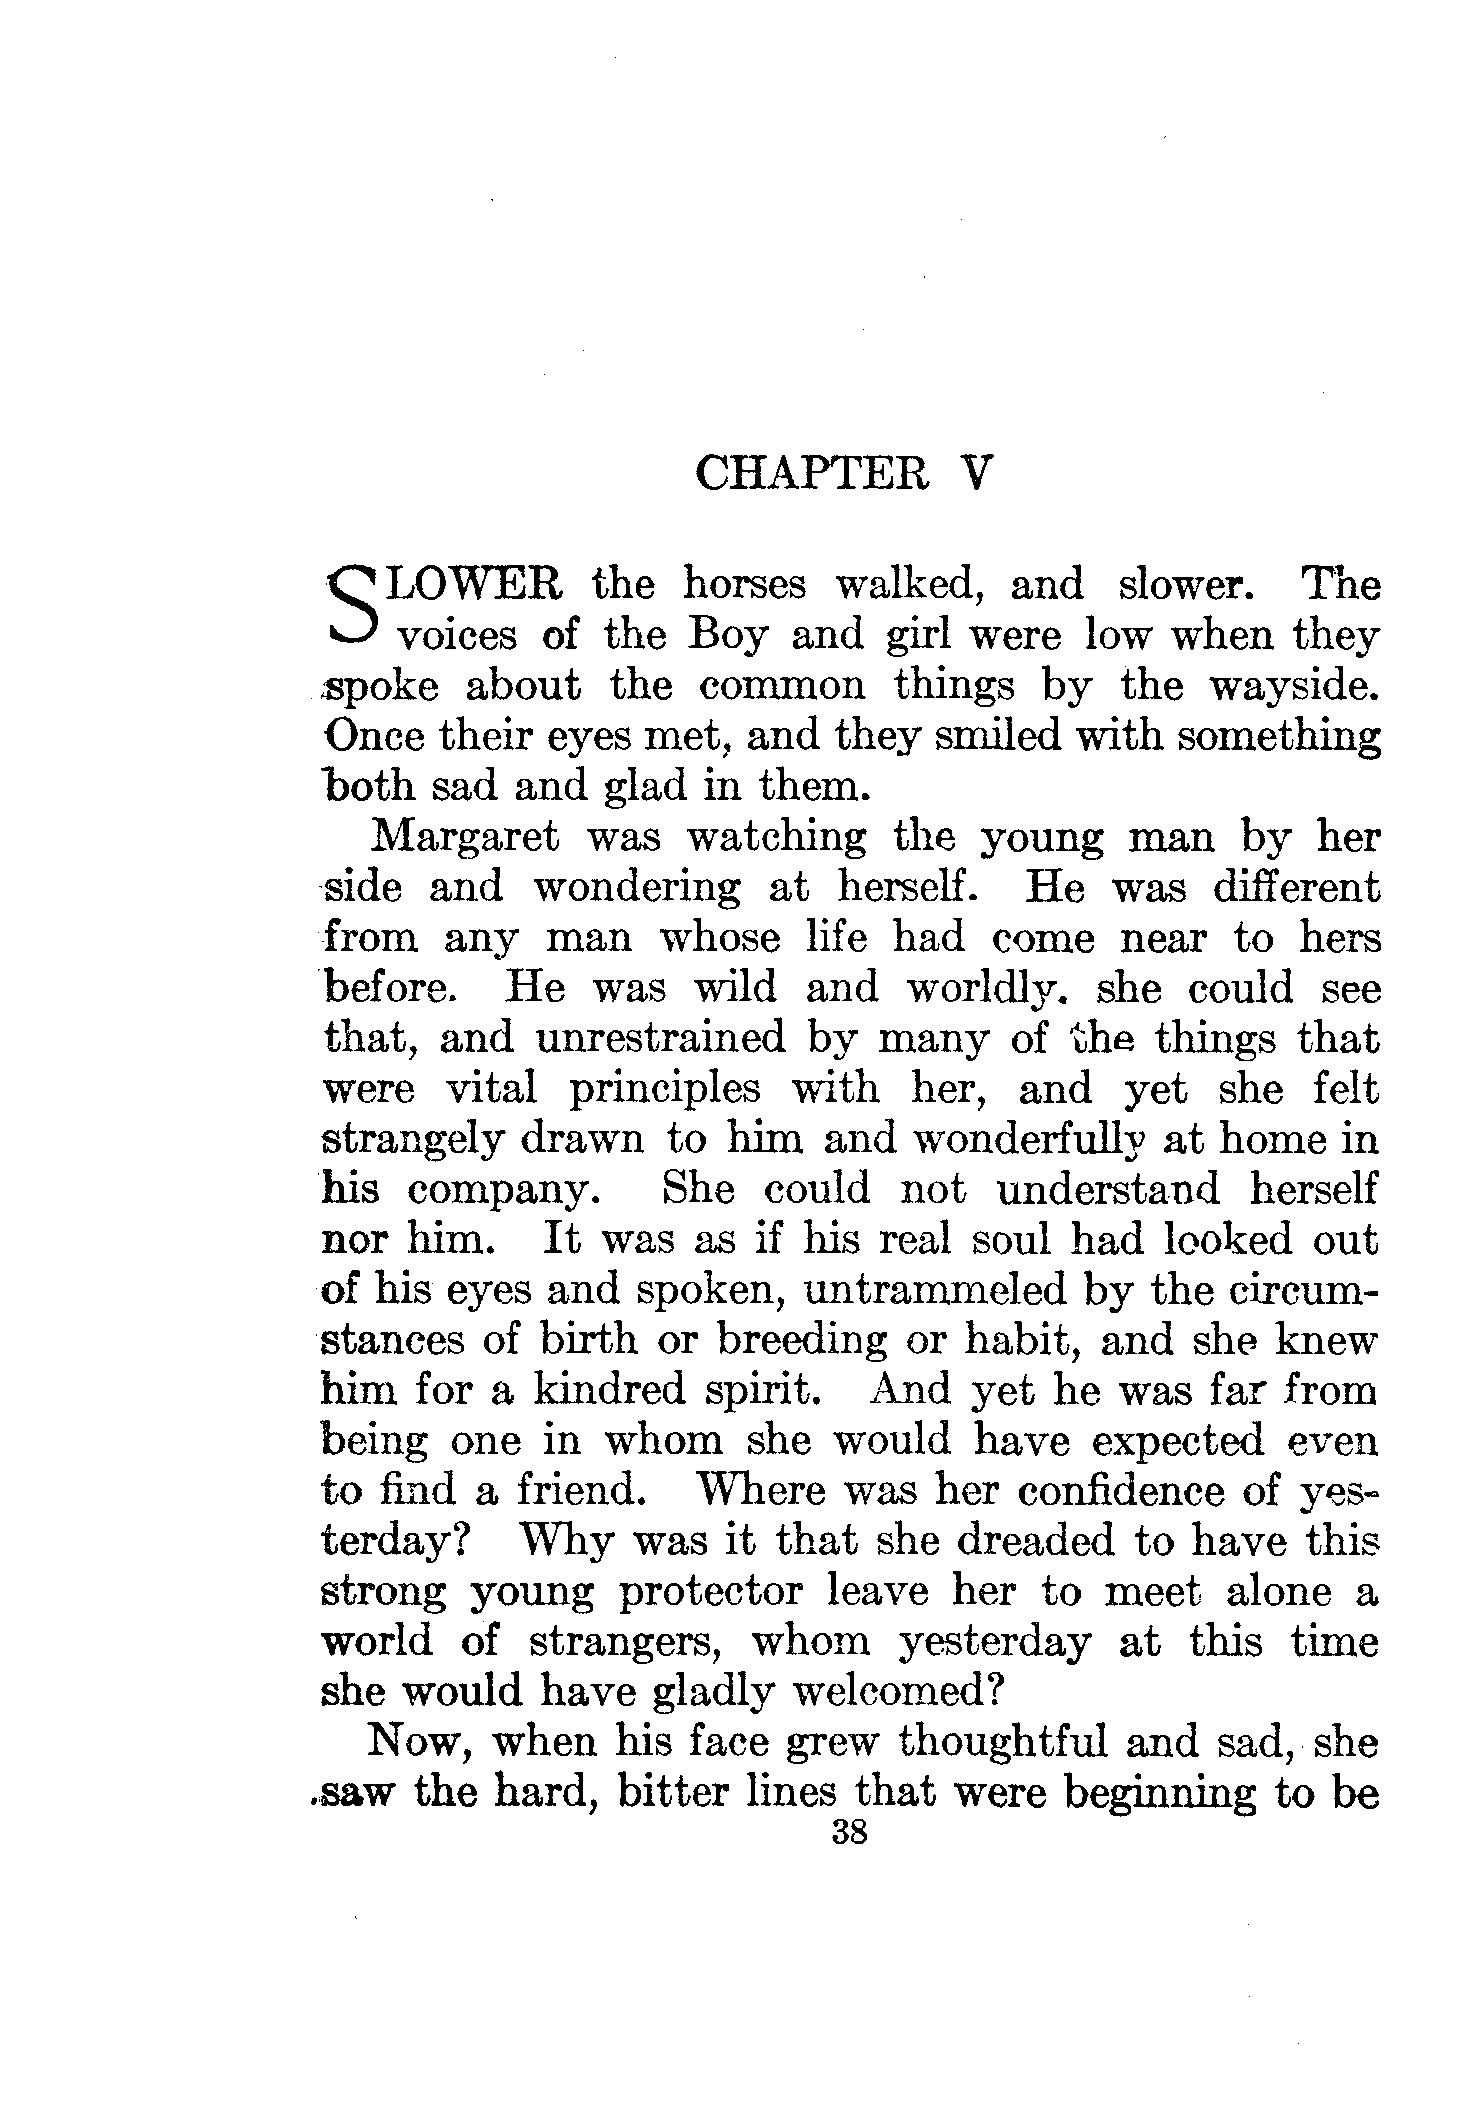 CHAPTER V
SLOWER the horses walked, and slower. The
voices of the Boy and girl were low when they
spoke about the common things by the wayside.
Once their eyes met, and they smiled with something
both sad and glad in them.
Margaret was watching the young man by her
side and wondering at herself. He was different
from any man whose life had come near to hers
before. He was wild and worldly. she could see
that, and unrestrained by many of the things that
were vital principles with her, and yet she felt
strangely drawn to him and wonderfully at home in
his company. She could not understand herself
nor him. It was as if his real soul had looked out
of his eyes and spoken, untrammeled by the circum-
stances of birth or breeding or habit, and she knew
him for a kindred spirit. And yet he was far from
being one in whom she would have expected even
to find a friend. Where was her confidence of yes-
terday? Why was it that she dreaded to have this
strong young protector leave her to meet alone a
world of strangers, whom yesterday at this time
she would have gladly welcomed?
Now, when his face grew thoughtful and sad, she
saw the hard, bitter lines that were beginning to be
38